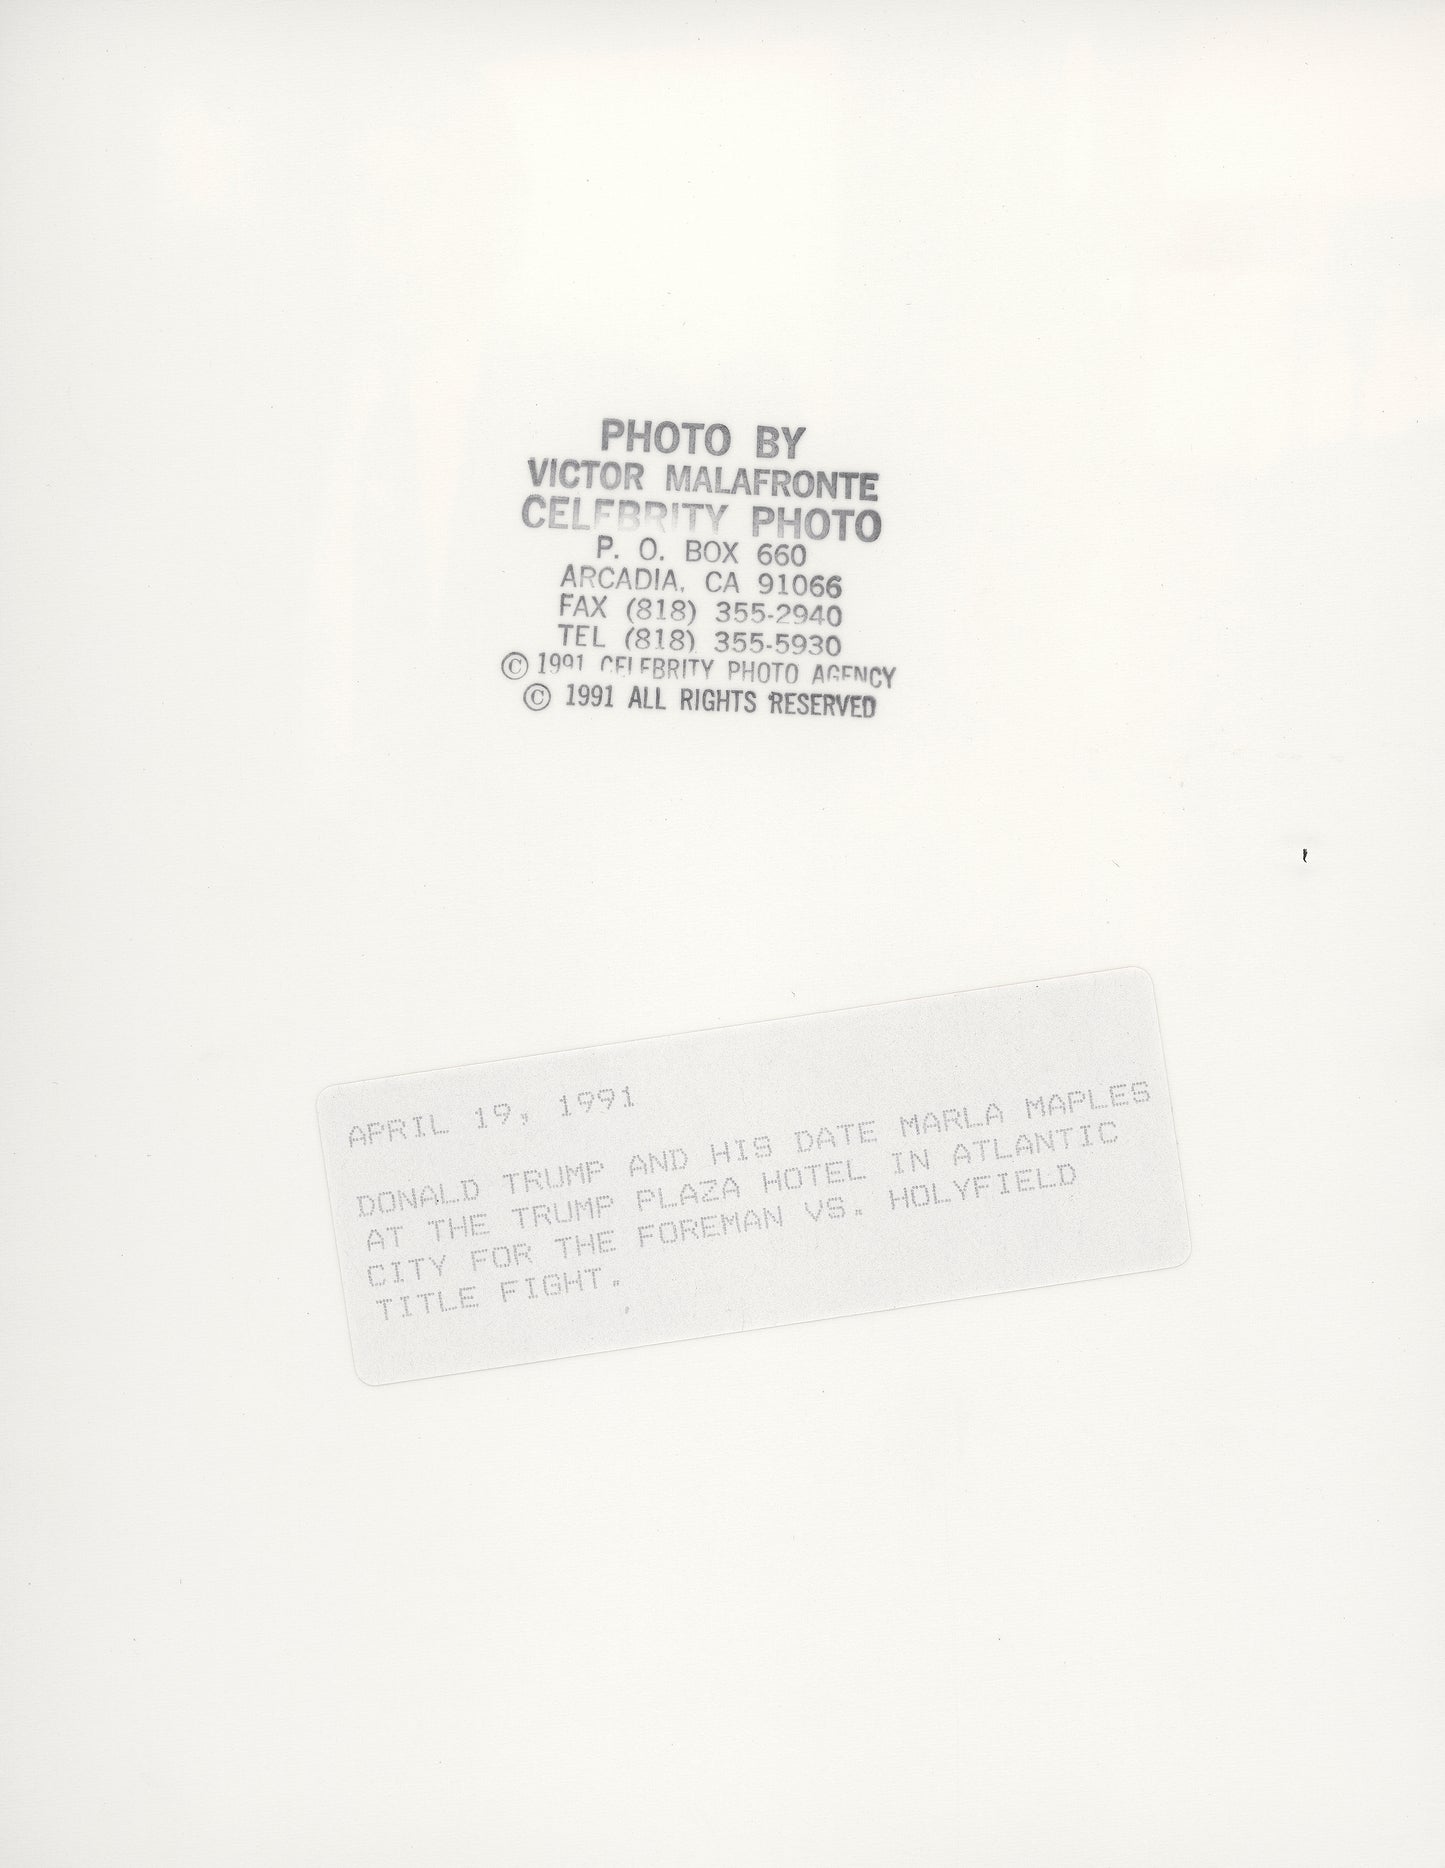 PHOTO BY
VICTOR MALAFRONTE
CELEBRITY PHOTO
P. O. BOX 660
ARCADIA, CA 91066
FAX (818) 355-2940
TEL (818) 355-5930
© 1991 CELEBRITY PHOTO AGENCY
© 1991 ALL RIGHTS RESERVED
APRIL 19, 1991
DONALD TRUMP AND HIS DATE MARLA MAPLES
AT THE TRUMP PLAZA HOTEL IN ATLANTIC
CITY FOR THE FOREMAN VS. HOLYFIELD
TITLE FIGHT.